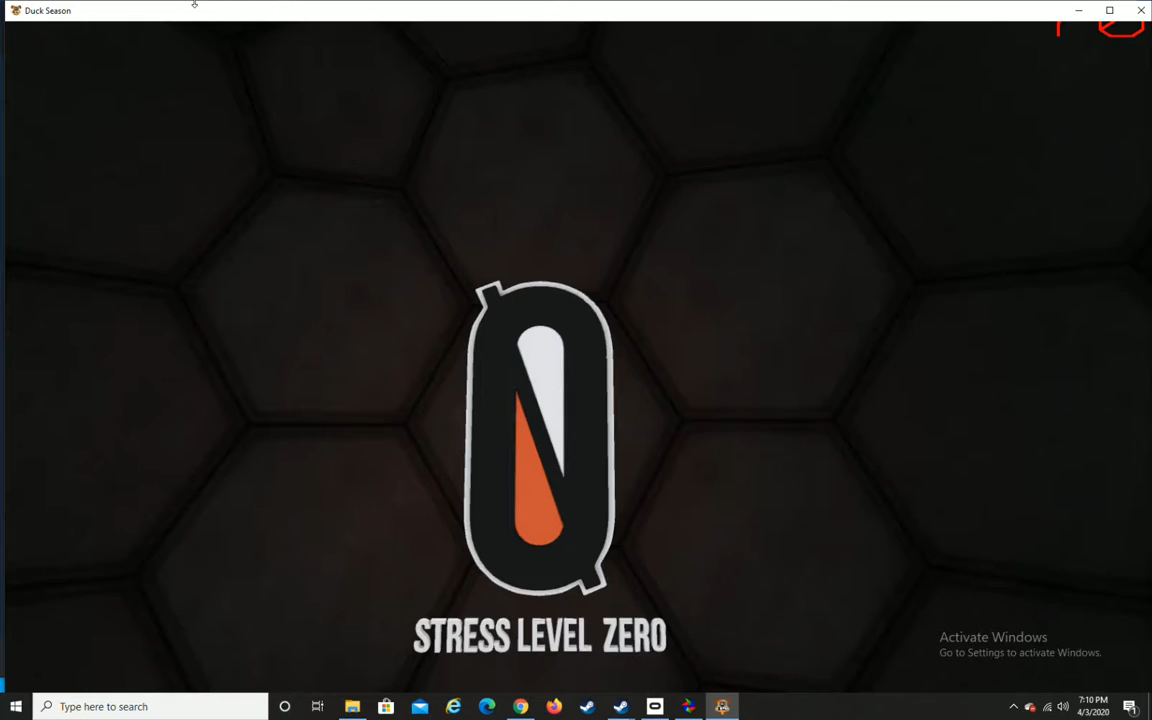 Duck Season
STRESS LEVEL ZERO
Activate Windows
Go to Settings to activate Windows.
Type here to search
7:10 PM
4/3/2020
1